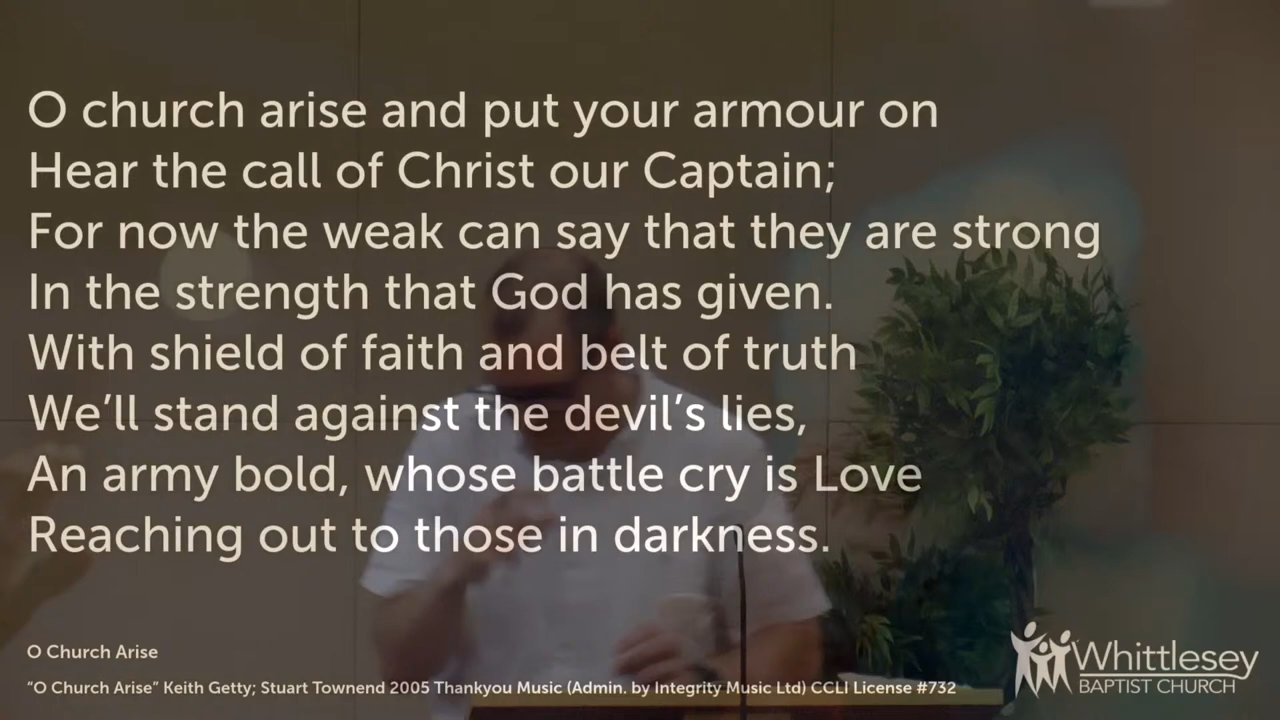 O church arise and put your armour on
Hear the call of Christ our Captain;
For now the weak can say that they are strong
In the strength that God has given.
With shield of faith and belt of truth
We’ll stand against the devil’s lies,
An army bold, whose battle cry is Love
Reaching out to those in darkness.
O Church Arise
“O Church Arise” Keith Getty; Stuart Townend 2005 Thankyou Music (Admin. by Integrity Music Ltd) CCLI License #732
Whittlesey
BAPTIST CHURCH